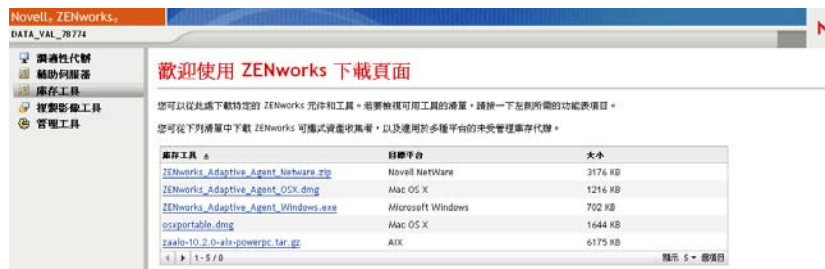 Novell® ZENworks®
DATA_VAL_78774
N
調適性代辦
輔助伺服器
庫存工具
複製影像工具
管理工具
歡迎使用 ZENworks 下載頁面
您可以從此處下載特定的 ZENworks 元件和工具。若要檢視可用工具的清單，請按一下左側所需的功能表項目。
您可從下列清單中下載 ZENworks 可攜式資產收集者，以及適用於多種平台的未受管理庫存代辦。
庫存工具 目標平台 大小
ZENworks_Adaptive_Agent_Netware.zip Novell NetWare 3176 KB
ZENworks_Adaptive_Agent_OSX.dmg Mac OS X 1216 KB
ZENworks_Adaptive_Agent_Windows.exe Microsoft Windows 702 KB
osxportable.dmg Mac OS X 1644 KB
zaalo-10.2.0-aix-powerpc.tar.gz AIX 6175 KB
1 - 5 / 8 顯示 5 個項目